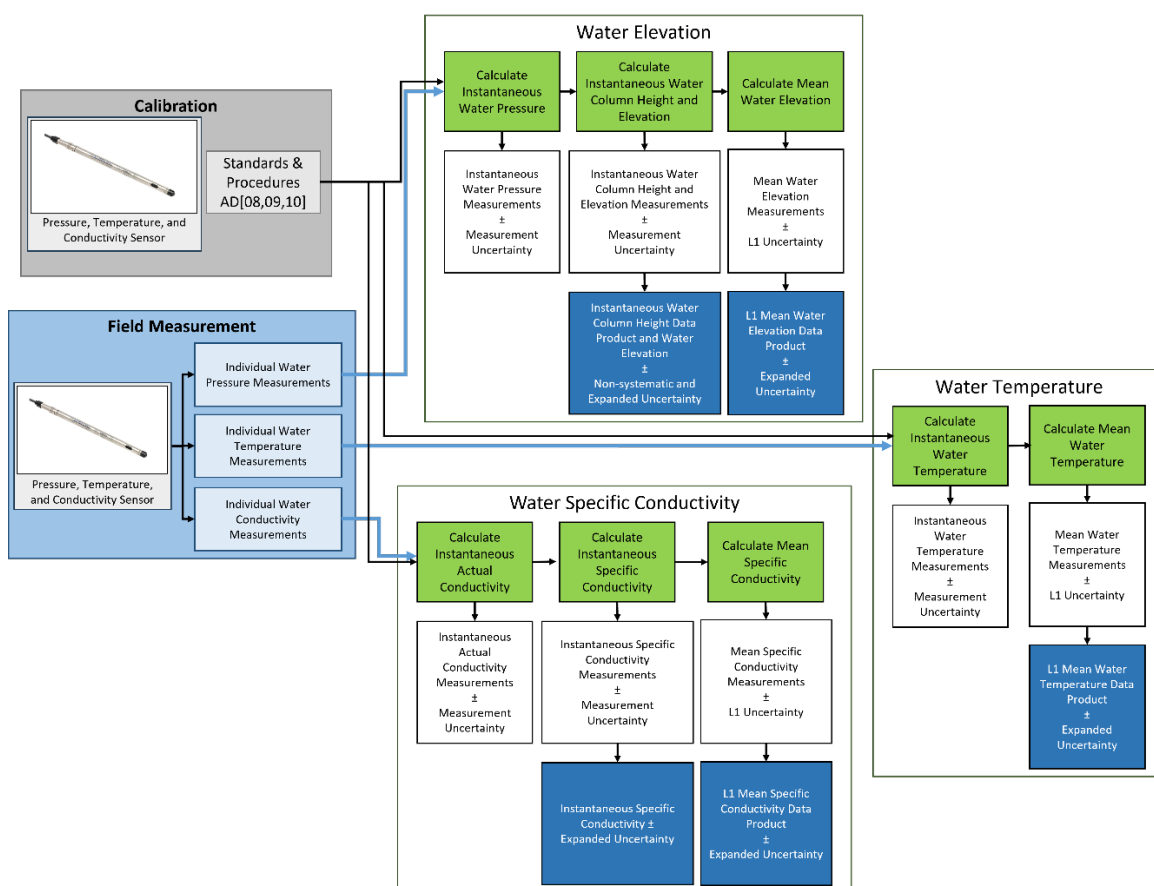 Water Elevation
Calculate
Instantaneous
Water Pressure
Calculate
Instantaneous Water
Column Height and
Elevation
Calculate Mean
Water Elevation
Instantaneous
Water Pressure
Measurements
±
Measurement
Uncertainty
Instantaneous Water
Column Height and
Elevation Measurements
±
Measurement
Uncertainty
Mean Water
Elevation
Measurements
±
L1 Uncertainty
Instantaneous Water
Column Height Data
Product and Water
Elevation
±
Non-systematic and
Expanded Uncertainty
L1 Mean Water
Elevation Data
Product
±
Expanded
Uncertainty
Calibration
Pressure, Temperature, and
Conductivity Sensor
Standards &
Procedures
AD[08,09,10]
Field Measurement
Pressure, Temperature,
and Conductivity Sensor
Individual Water
Pressure Measurements
Individual Water
Temperature
Measurements
Individual Water
Conductivity
Measurements
Water Temperature
Calculate
Instantaneous
Water
Temperature
Calculate Mean
Water
Temperature
Instantaneous
Water
Temperature
Measurements
±
Measurement
Uncertainty
Mean Water
Temperature
Measurements
±
L1 Uncertainty
L1 Mean Water
Temperature Data
Product
±
Expanded
Uncertainty
Water Specific Conductivity
Calculate
Instantaneous
Actual
Conductivity
Calculate
Instantaneous
Specific
Conductivity
Calculate Mean
Specific
Conductivity
Instantaneous
Actual
Conductivity
Measurements
±
Measurement
Uncertainty
Instantaneous Specific
Conductivity
Measurements
±
Measurement
Uncertainty
Mean Specific
Conductivity
Measurements
±
L1 Uncertainty
Instantaneous Specific
Conductivity ±
Expanded Uncertainty
L1 Mean Specific
Conductivity Data
Product
±
Expanded Uncertainty